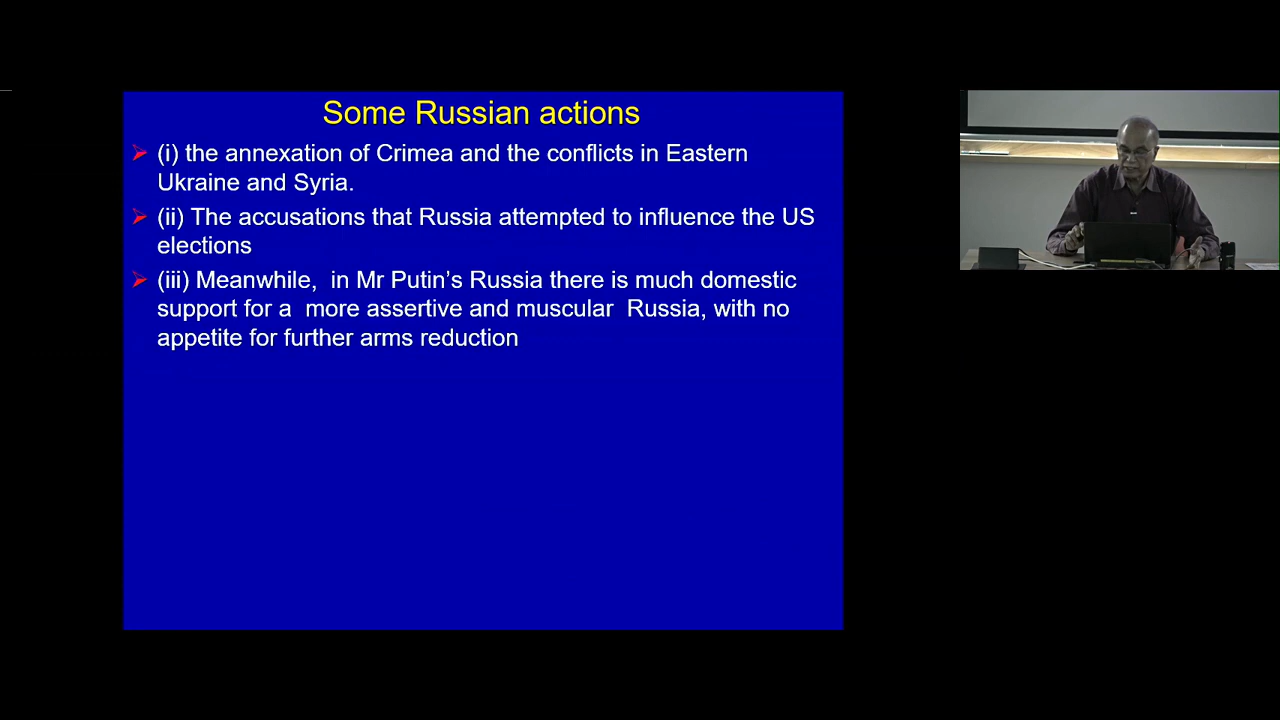 Some Russian actions
(i) the annexation of Crimea and the conflicts in Eastern
Ukraine and Syria.
(ii) The accusations that Russia attempted to influence the US
elections
(iii) Meanwhile,  in Mr Putin’s Russia there is much domestic
support for a  more assertive and muscular  Russia, with no
appetite for further arms reduction